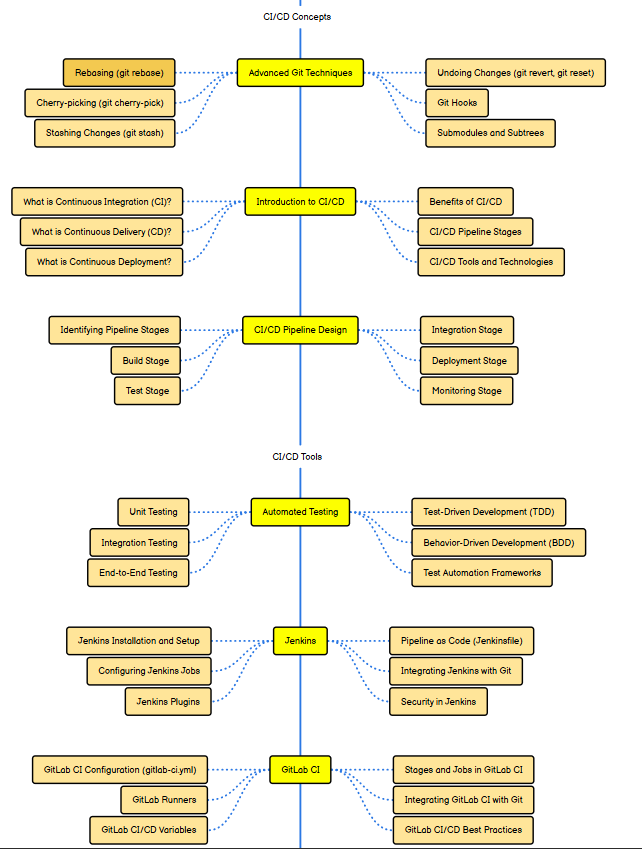 CI/CD Concepts
Rebasing (git rebase)
Advanced Git Techniques
Undoing Changes (git revert, git reset)
Cherry-picking (git cherry-pick)
Git Hooks
Stashing Changes (git stash)
Submodules and Subtrees
What is Continuous Integration (CI)?
Introduction to CI/CD
Benefits of CI/CD
What is Continuous Delivery (CD)?
CI/CD Pipeline Stages
What is Continuous Deployment?
CI/CD Tools and Technologies
Identifying Pipeline Stages
CI/CD Pipeline Design
Integration Stage
Build Stage
Deployment Stage
Test Stage
Monitoring Stage
CI/CD Tools
Unit Testing
Automated Testing
Test-Driven Development (TDD)
Integration Testing
Behavior-Driven Development (BDD)
End-to-End Testing
Test Automation Frameworks
Jenkins Installation and Setup
Jenkins
Pipeline as Code (Jenkinsfile)
Configuring Jenkins Jobs
Integrating Jenkins with Git
Jenkins Plugins
Security in Jenkins
GitLab CI Configuration (gitlab-ci.yml)
GitLab CI
Stages and Jobs in GitLab CI
GitLab Runners
Integrating GitLab CI with Git
GitLab CI/CD Variables
GitLab CI/CD Best Practices